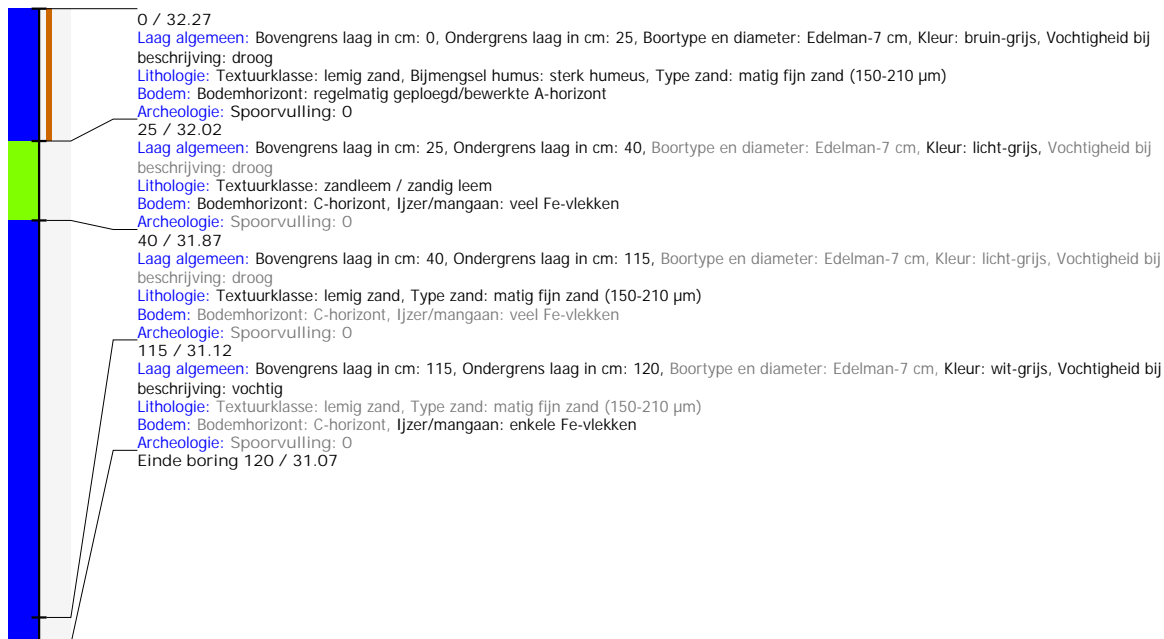 0 / 32.27
Laag algemeen: Bovengrens laag in cm: 0, Ondergrens laag in cm: 25, Boortype en diameter: Edelman-7 cm, Kleur: bruin-grijs, Vochtigheid bij
beschrijving: droog
Lithologie: Textuurklasse: lemig zand, Bijmengsel humus: sterk humeus, Type zand: matig fijn zand (150-210 µm)
Bodem: Bodemhorizont: regelmatig geploegd/bewerkte A-horizont
Archeologie: Spoorvulling: 0
25 / 32.02
Laag algemeen: Bovengrens laag in cm: 25, Ondergrens laag in cm: 40, Boortype en diameter: Edelman-7 cm, Kleur: licht-grijs, Vochtigheid bij
beschrijving: droog
Lithologie: Textuurklasse: zandleem / zandig leem
Bodem: Bodemhorizont: C-horizont, Ijzer/mangaan: veel Fe-vlekken
Archeologie: Spoorvulling: 0
40 / 31.87
Laag algemeen: Bovengrens laag in cm: 40, Ondergrens laag in cm: 115, Boortype en diameter: Edelman-7 cm, Kleur: licht-grijs, Vochtigheid bij
beschrijving: droog
Lithologie: Textuurklasse: lemig zand, Type zand: matig fijn zand (150-210 µm)
Bodem: Bodemhorizont: C-horizont, Ijzer/mangaan: veel Fe-vlekken
Archeologie: Spoorvulling: 0
115 / 31.12
Laag algemeen: Bovengrens laag in cm: 115, Ondergrens laag in cm: 120, Boortype en diameter: Edelman-7 cm, Kleur: wit-grijs, Vochtigheid bij
beschrijving: vochtig
Lithologie: Textuurklasse: lemig zand, Type zand: matig fijn zand (150-210 µm)
Bodem: Bodemhorizont: C-horizont, Ijzer/mangaan: enkele Fe-vlekken
Archeologie: Spoorvulling: 0
Einde boring 120 / 31.07